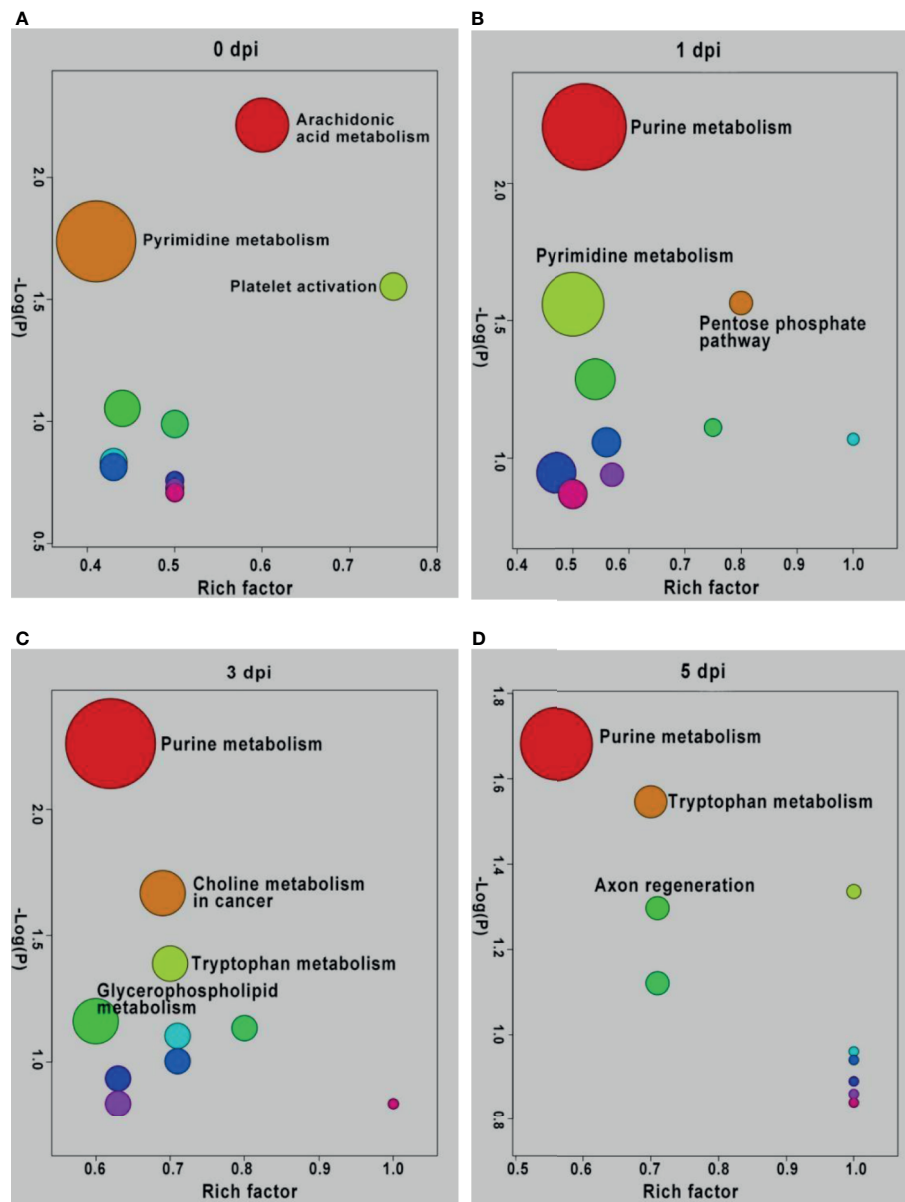 A
0 dpi
-Log(P)
2.0
1.5
1.0
0.5
Arachidonic
acid metabolism
Pyrimidine metabolism
Platelet activation
0.4 0.5 0.6 0.7 0.8
Rich factor
B
1 dpi
-Log(P)
2.0
1.5
1.0
Purine metabolism
Pyrimidine metabolism
Pentose phosphate
pathway
0.4 0.5 0.6 0.7 0.8 0.9 1.0
Rich factor
C
3 dpi
-Log(P)
2.0
1.5
1.0
Purine metabolism
Choline metabolism
in cancer
Tryptophan metabolism
Glycerophospholipid
metabolism
0.6 0.7 0.8 0.9 1.0
Rich factor
D
5 dpi
-Log(P)
1.8
1.6
1.4
1.2
1.0
0.8
Purine metabolism
Tryptophan metabolism
Axon regeneration
0.5 0.6 0.7 0.8 0.9 1.0
Rich factor